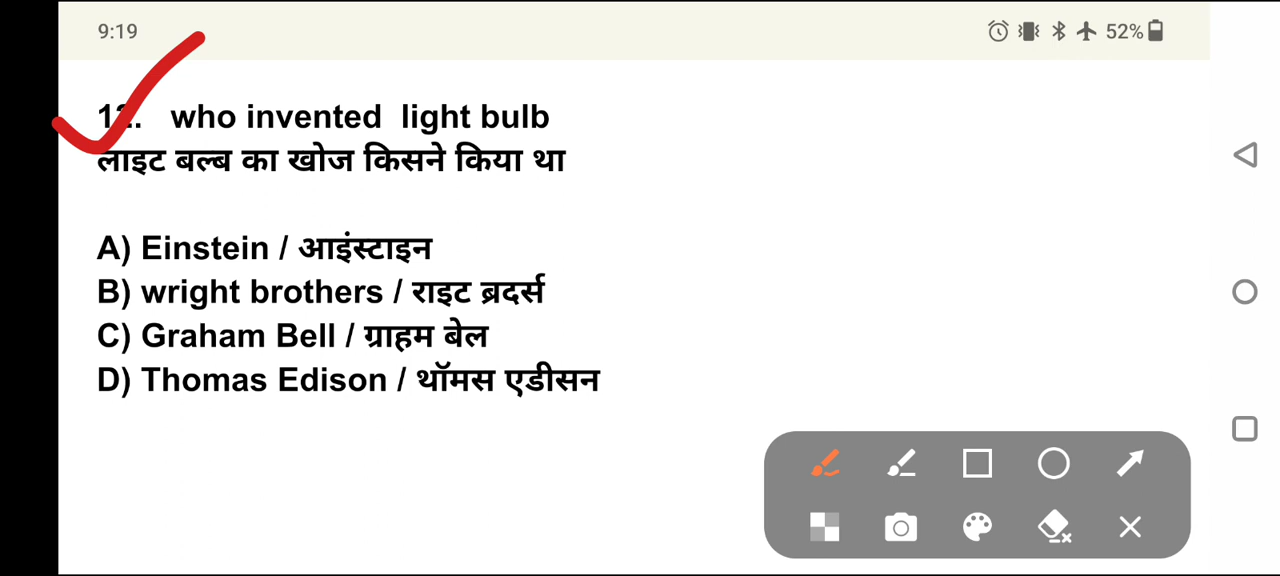 9:19
52%
12. who invented light bulb
लाइट बल्ब का खोज किसने किया था
A) Einstein / आइंस्टाइन
B) wright brothers / राइट ब्रदर्स
C) Graham Bell / ग्राहम बेल
D) Thomas Edison / थॉमस एडीसन